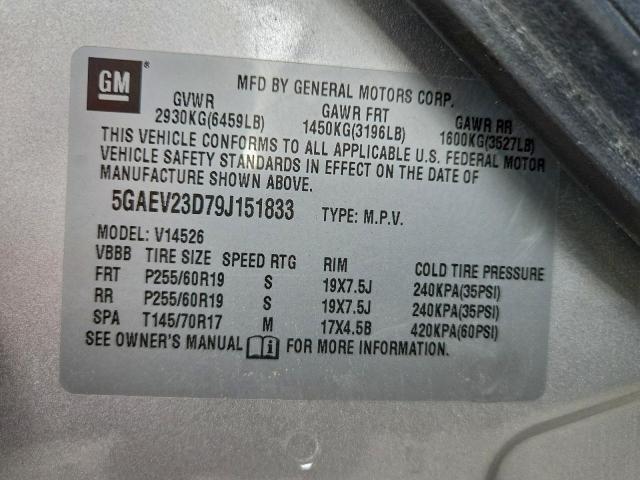 GM ®
MFD BY GENERAL MOTORS CORP.
GVWR GAWR FRT GAWR RR
2930KG(6459LB) 1450KG(3196LB) 1600KG(3527LB)
THIS VEHICLE CONFORMS TO ALL APPLICABLE U.S. FEDERAL MOTOR
VEHICLE SAFETY STANDARDS IN EFFECT ON THE DATE OF
MANUFACTURE SHOWN ABOVE.
5GAEV23D79J151833 TYPE: M.P.V.
MODEL: V14526
VBBB TIRE SIZE SPEED RTG RIM COLD TIRE PRESSURE
FRT P255/60R19 S 19X7.5J 240KPA(35PSI)
RR P255/60R19 S 19X7.5J 240KPA(35PSI)
SPA T145/70R17 M 17X4.5B 420KPA(60PSI)
SEE OWNER'S MANUAL FOR MORE INFORMATION.